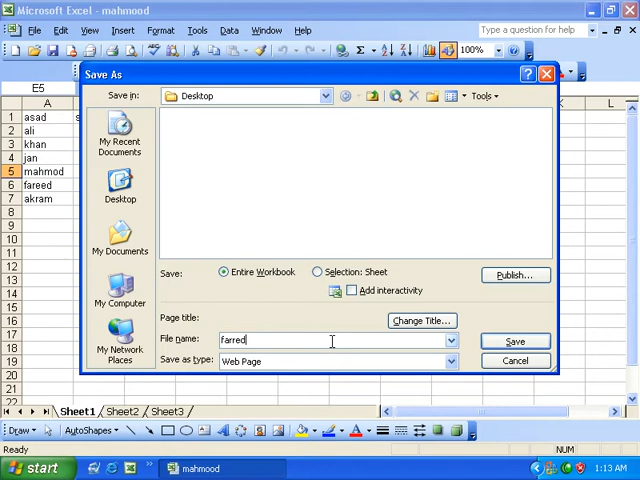 Microsoft Excel - mahmood
File Edit View Insert Format Tools Data Window Help
Type a question for help
100%
E5
Save As
Save in: Desktop Tools
My Recent Documents
Desktop
My Documents
My Computer
My Network Places
Save: Entire Workbook Selection: Sheet Publish...
Add interactivity
Page title: Change Title...
File name: farred Save
Save as type: Web Page Cancel
A K L
1 asad s
2 ali
3 khan
4 jan
5 mahmod
6 fareed
7 akram
8
9
10
11
12
13
14
15
16
17
18
19
20
21
22
Sheet1 Sheet2 Sheet3
Draw AutoShapes
Ready NUM
start mahmood 1:13 AM